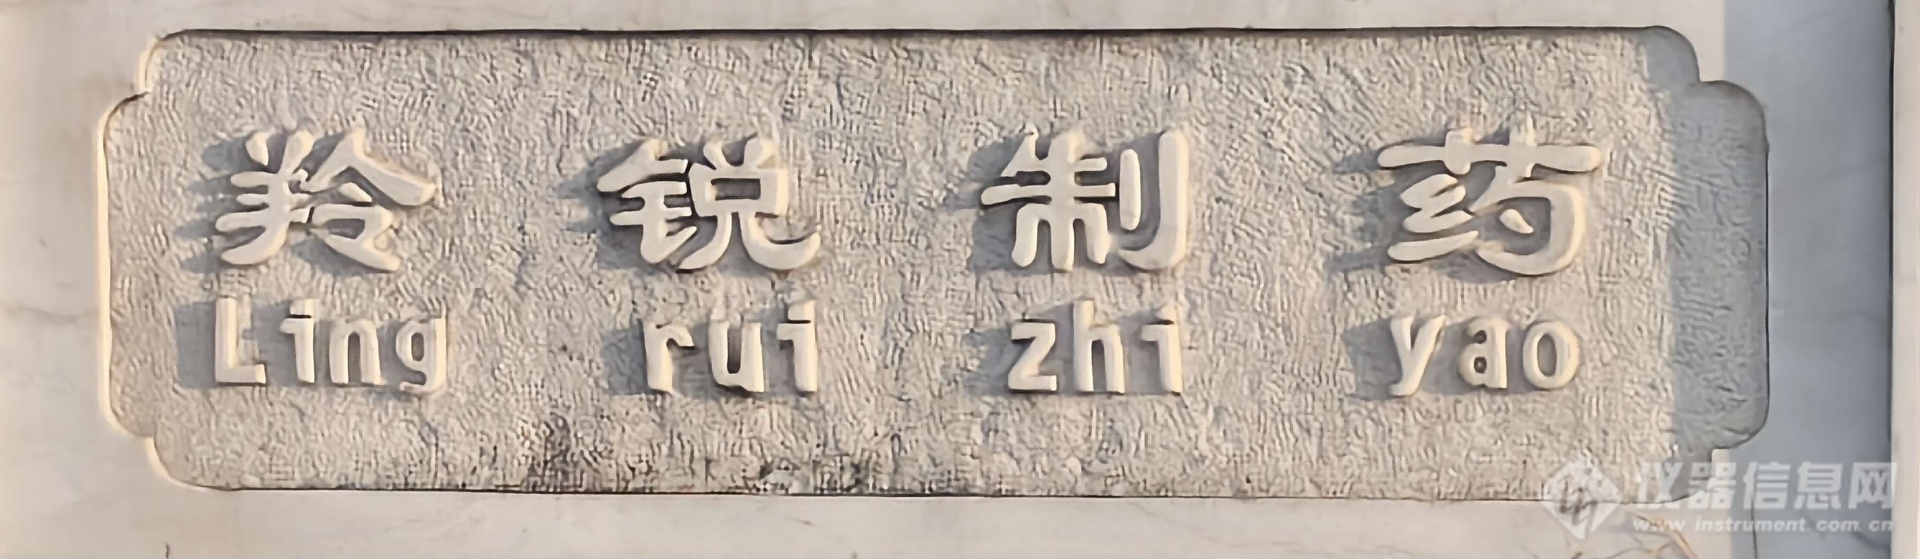 羚锐制药
Ling rui zhi yao
仪器信息网
www.instrument.com.cn